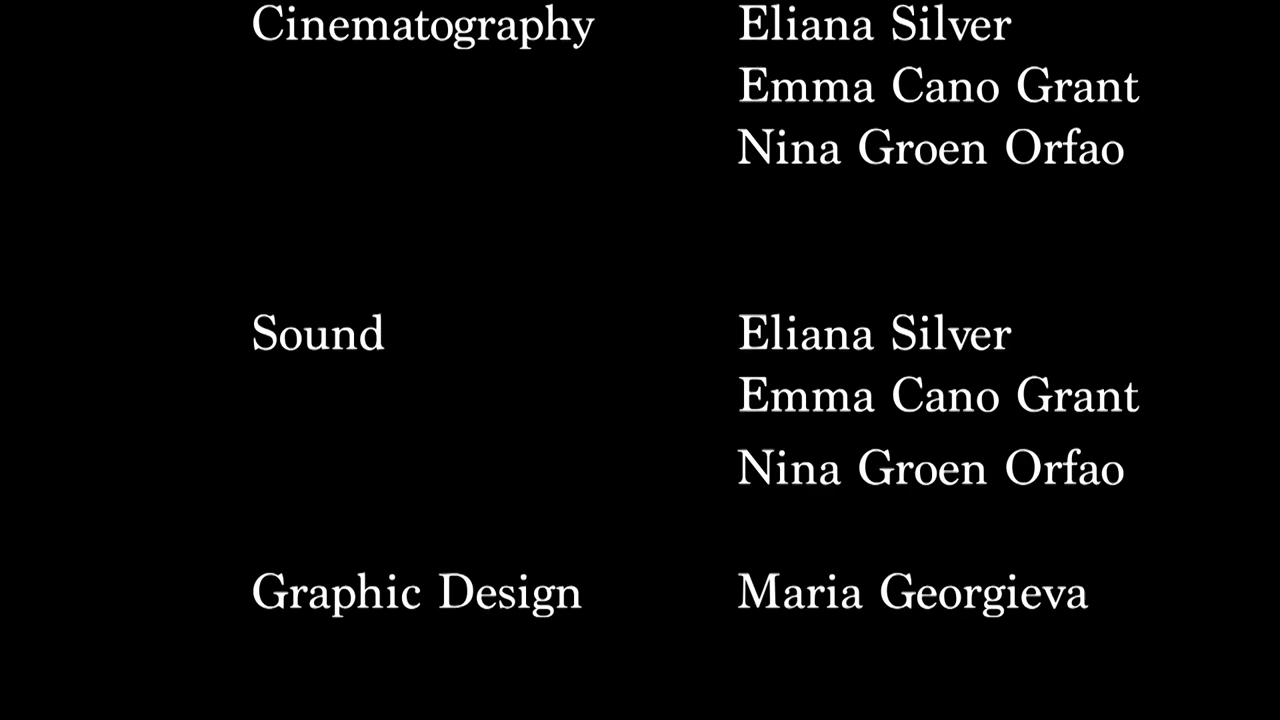 Cinematography Eliana Silver
Emma Cano Grant
Nina Groen Orfao
Sound Eliana Silver
Emma Cano Grant
Nina Groen Orfao
Graphic Design Maria Georgieva